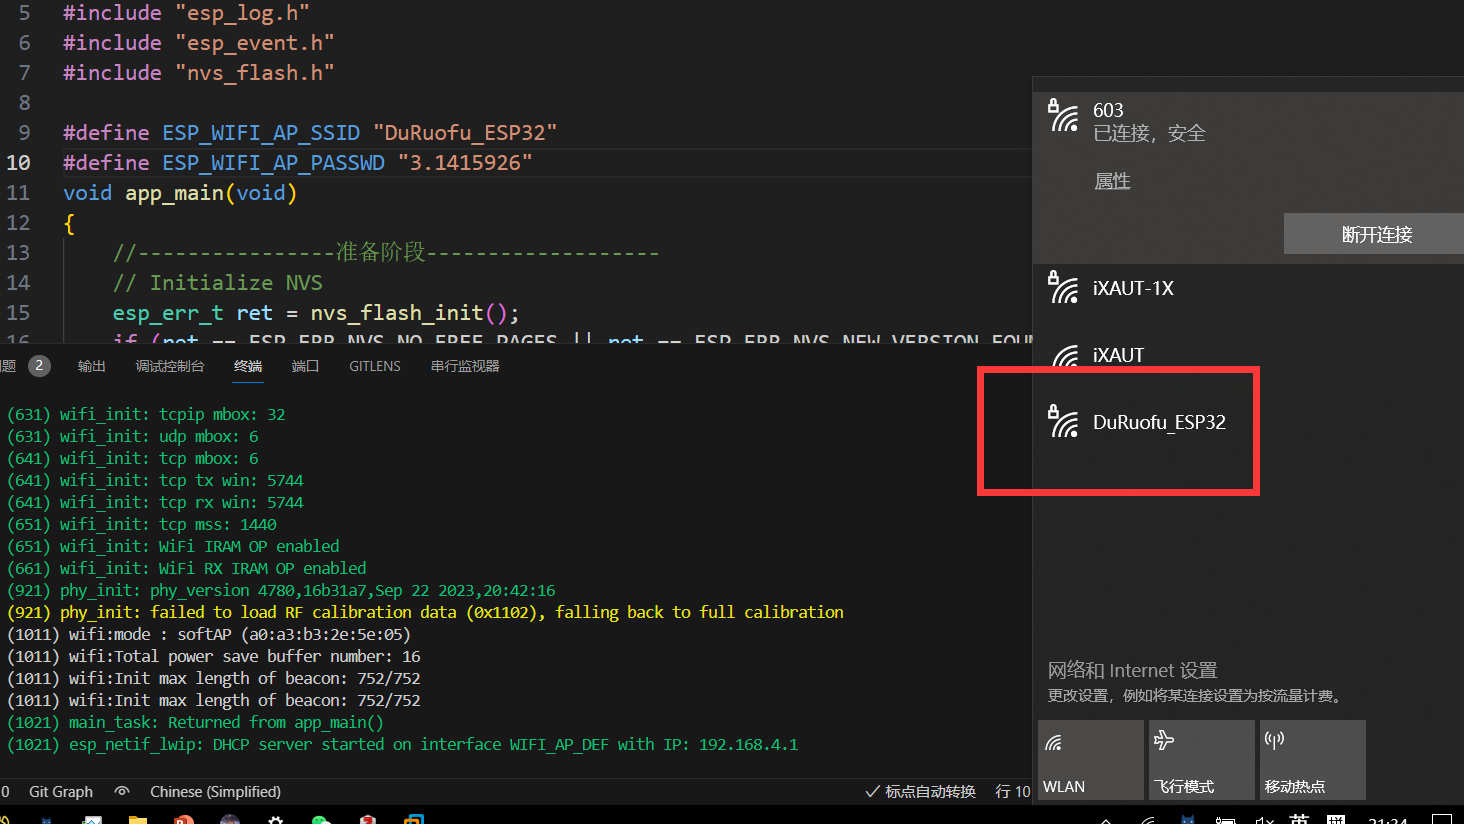 5 #include "esp_log.h"
6 #include "esp_event.h"
7 #include "nvs_flash.h"
8
9 #define ESP_WIFI_AP_SSID "DuRuofu_ESP32"
10 #define ESP_WIFI_AP_PASSWD "3.1415926"
11 void app_main(void)
12 {
13 //----------------准备阶段-------------------
14 // Initialize NVS
15 esp_err_t ret = nvs_flash_init();
16 if (ret == ESP_ERR_NVS_NO_FREE_PAGES || ret == ESP_ERR_NVS_NEW_VERSION_FOUN
题 2 输出 调试控制台 终端 端口 GITLENS 串行监视器
(631) wifi_init: tcpip mbox: 32
(631) wifi_init: udp mbox: 6
(641) wifi_init: tcp mbox: 6
(641) wifi_init: tcp tx win: 5744
(641) wifi_init: tcp rx win: 5744
(651) wifi_init: tcp mss: 1440
(651) wifi_init: WiFi IRAM OP enabled
(661) wifi_init: WiFi RX IRAM OP enabled
(921) phy_init: phy_version 4780,16b31a7,Sep 22 2023,20:42:16
(921) phy_init: failed to load RF calibration data (0x1102), falling back to full calibration
(1011) wifi:mode : softAP (a0:a3:b3:2e:5e:05)
(1011) wifi:Total power save buffer number: 16
(1011) wifi:Init max length of beacon: 752/752
(1011) wifi:Init max length of beacon: 752/752
(1021) main_task: Returned from app_main()
(1021) esp_netif_lwip: DHCP server started on interface WIFI_AP_DEF with IP: 192.168.4.1
0 Git Graph Chinese (Simplified) 标点自动转换 行 10
603
已连接，安全
属性
断开连接
iXAUT-1X
iXAUT
DuRuofu_ESP32
网络和 Internet 设置
更改设置，例如将某连接设置为按流量计费。
WLAN 飞行模式 移动热点
英 拼 21:34